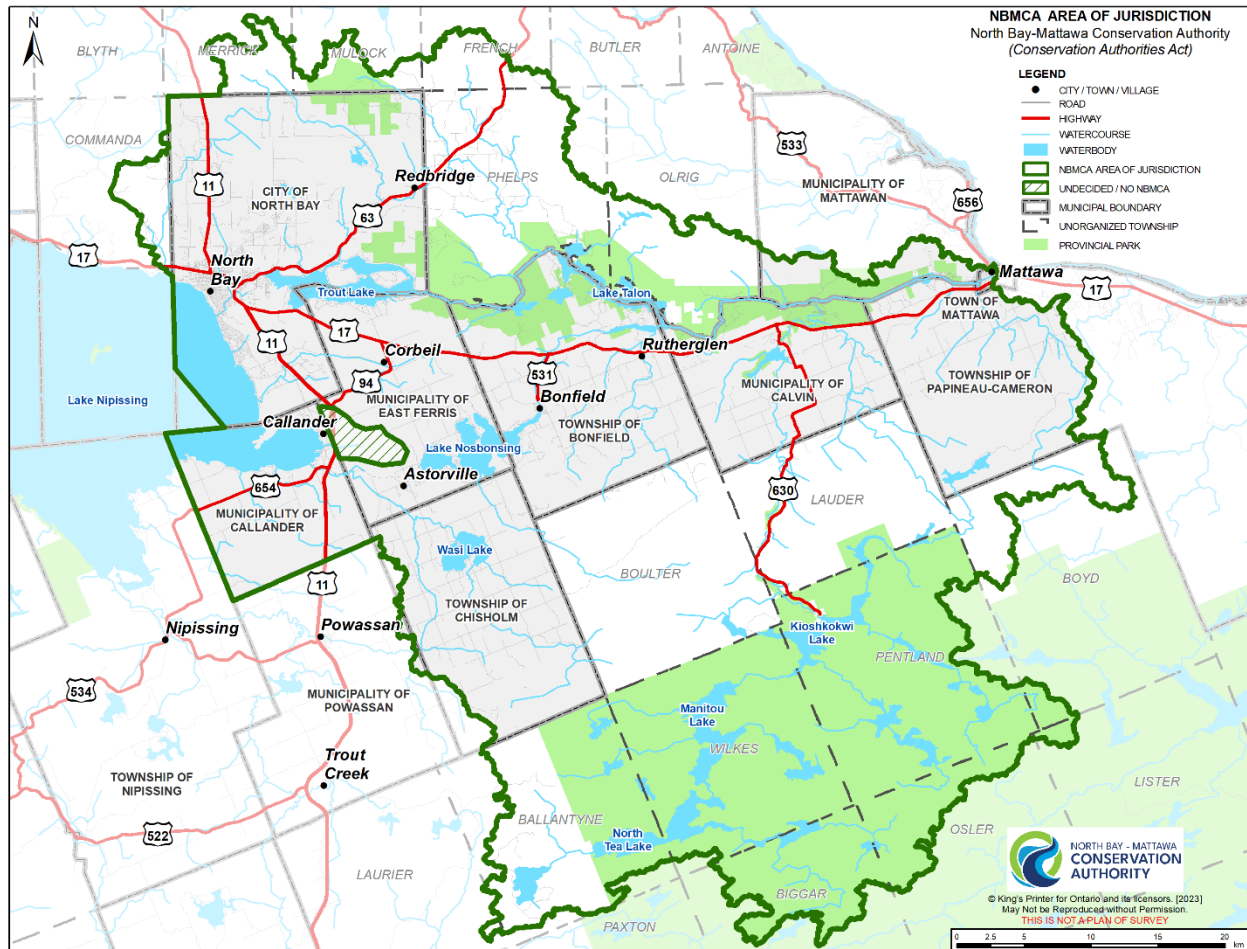 NBMCA AREA OF JURISDICTION
North Bay-Mattawa Conservation Authority
(Conservation Authorities Act)
LEGEND
CITY / TOWN / VILLAGE
ROAD
HIGHWAY
WATERCOURSE
WATERBODY
NBMCA AREA OF JURISDICTION
UNDECIDED / NO NBMCA
MUNICIPAL BOUNDARY
UNORGANIZED TOWNSHIP
PROVINCIAL PARK
N
BLYTH
MERRICK
MULOCK
FRENCH
BUTLER
ANTOINE
COMMANDA
533
11
CITY OF
NORTH BAY
Redbridge
PHELPS
OLRIG
MUNICIPALITY OF
MATTAWAN
656
63
17
North
Bay
Trout Lake
Lake Talon
Mattawa
17
TOWN OF
MATTAWA
11
17
Corbeil
Rutherglen
94
531
Lake Nipissing
MUNICIPALITY OF
EAST FERRIS
Bonfield
MUNICIPALITY OF
CALVIN
TOWNSHIP OF
PAPINEAU-CAMERON
Callander
TOWNSHIP OF
BONFIELD
Lake Nosbonsing
Astorville
654
630
LAUDER
MUNICIPALITY OF
CALLANDER
Wasi Lake
BOULTER
BOYD
11
TOWNSHIP OF
CHISHOLM
Nipissing
Powassan
Kioshkokwi
Lake
PENTLAND
534
MUNICIPALITY OF
POWASSAN
Manitou
Lake
WILKES
Trout
Creek
TOWNSHIP OF
NIPISSING
LISTER
522
BALLANTYNE
North
Tea Lake
OSLER
LAURIER
BIGGAR
PAXTON
NORTH BAY - MATTAWA
CONSERVATION
AUTHORITY
© King's Printer for Ontario and its licensors. [2023]
May Not be Reproduced without Permission.
THIS IS NOT A PLAN OF SURVEY
0 2.5 5 10 15 20
km